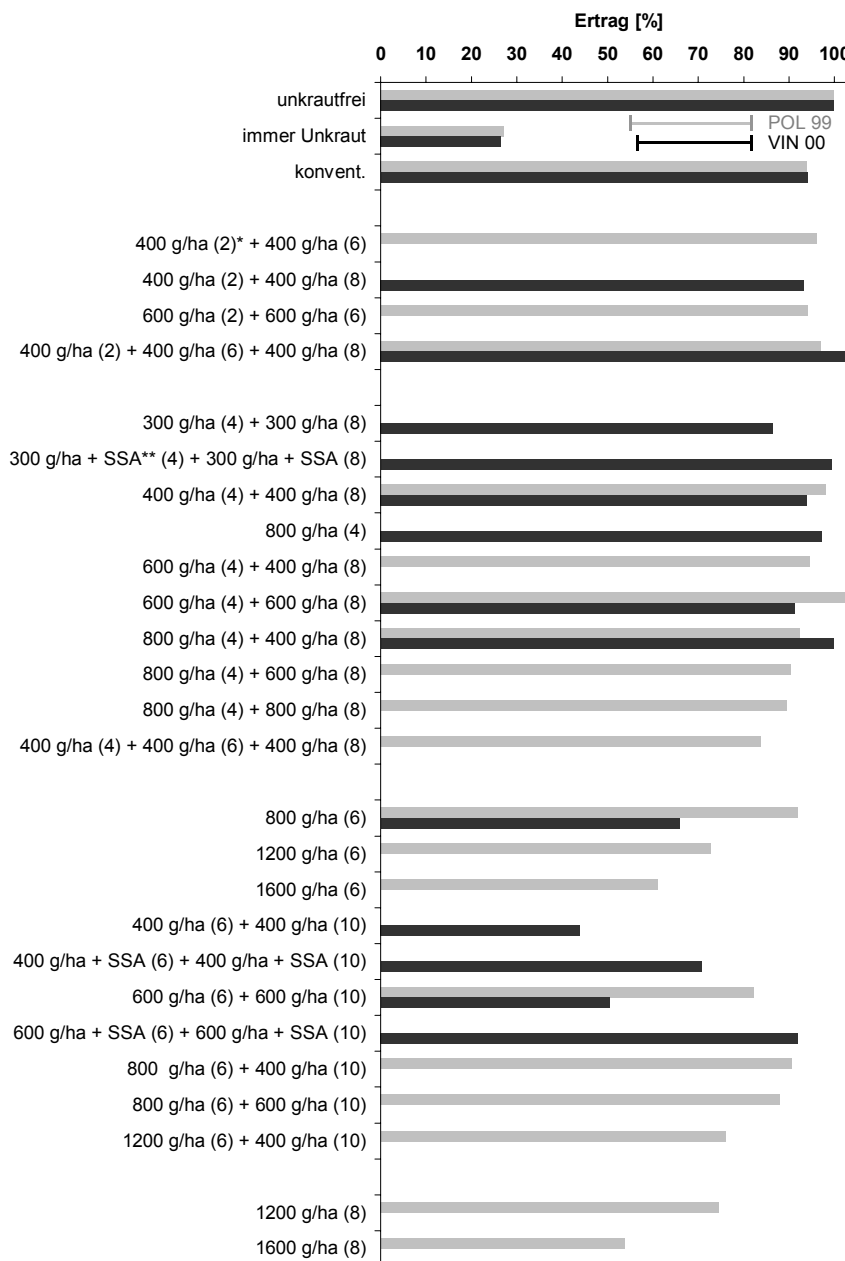 Ertrag [%]
0 10 20 30 40 50 60 70 80 90 100
unkrautfrei
POL 99
immer Unkraut
VIN 00
konvent.
400 g/ha (2)* + 400 g/ha (6)
400 g/ha (2) + 400 g/ha (8)
600 g/ha (2) + 600 g/ha (6)
400 g/ha (2) + 400 g/ha (6) + 400 g/ha (8)
300 g/ha (4) + 300 g/ha (8)
300 g/ha + SSA** (4) + 300 g/ha + SSA (8)
400 g/ha (4) + 400 g/ha (8)
800 g/ha (4)
600 g/ha (4) + 400 g/ha (8)
600 g/ha (4) + 600 g/ha (8)
800 g/ha (4) + 400 g/ha (8)
800 g/ha (4) + 600 g/ha (8)
800 g/ha (4) + 800 g/ha (8)
400 g/ha (4) + 400 g/ha (6) + 400 g/ha (8)
800 g/ha (6)
1200 g/ha (6)
1600 g/ha (6)
400 g/ha (6) + 400 g/ha (10)
400 g/ha + SSA (6) + 400 g/ha + SSA (10)
600 g/ha (6) + 600 g/ha (10)
600 g/ha + SSA (6) + 600 g/ha + SSA (10)
800 g/ha (6) + 400 g/ha (10)
800 g/ha (6) + 600 g/ha (10)
1200 g/ha (6) + 400 g/ha (10)
1200 g/ha (8)
1600 g/ha (8)